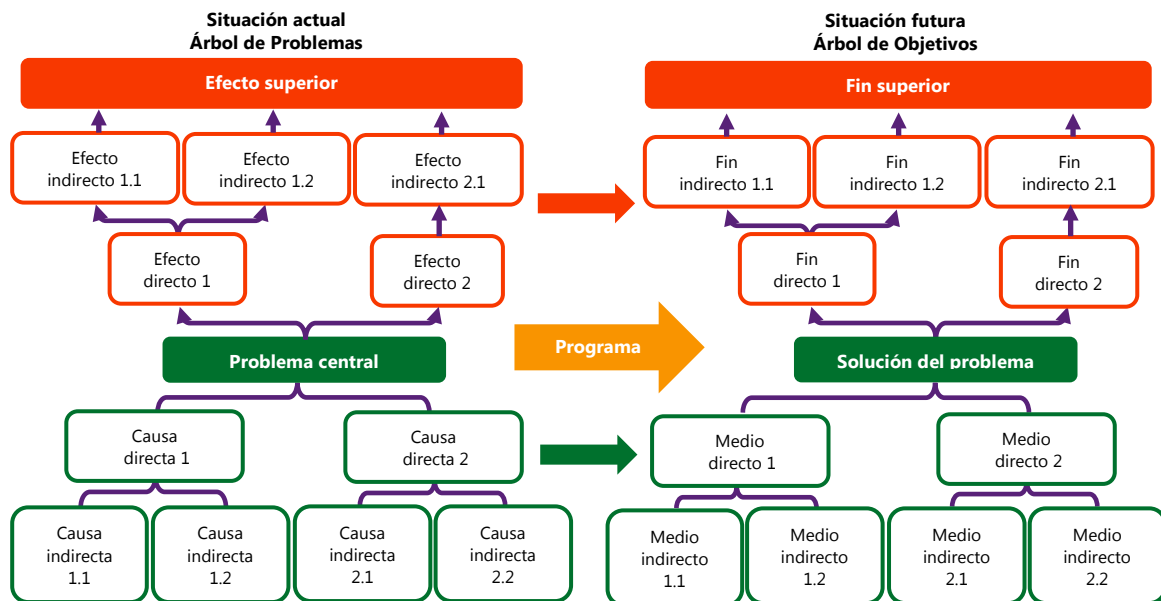 Situación actual
Árbol de Problemas
Efecto superior
Efecto
indirecto 1.1
Efecto
indirecto 1.2
Efecto
indirecto 2.1
Efecto
directo 1
Efecto
directo 2
Problema central
Causa
directa 1
Causa
directa 2
Causa
indirecta
1.1
Causa
indirecta
1.2
Causa
indirecta
2.1
Causa
indirecta
2.2
Programa
Situación futura
Árbol de Objetivos
Fin superior
Fin
indirecto 1.1
Fin
indirecto 1.2
Fin
indirecto 2.1
Fin
directo 1
Fin
directo 2
Solución del problema
Medio
directo 1
Medio
directo 2
Medio
indirecto
1.1
Medio
indirecto
1.2
Medio
indirecto
2.1
Medio
indirecto
2.2